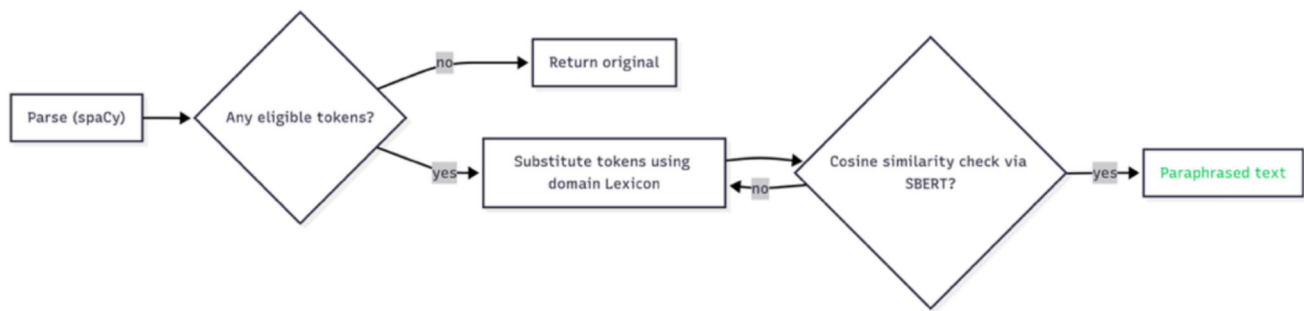 Parse (spaCy)
Any eligible tokens?
no
Return original
yes
Substitute tokens using
domain Lexicon
no
Cosine similarity check via
SBERT?
yes
Paraphrased text